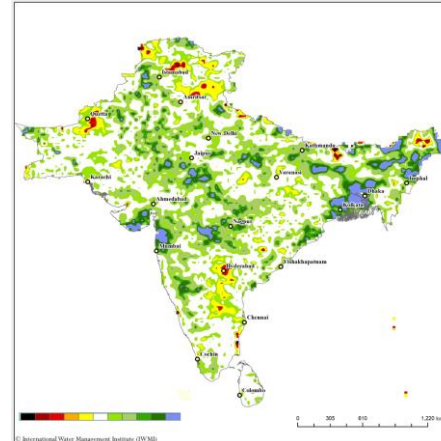 Islamabad
Amritsar
Quetta
New Delhi
Kathmandu
Jaipur
Varanasi
Imphal
Dhaka
Karachi
Ahmedabad
Kolkata
Nagpur
Mumbai
Hyderabad
Vishakhapatnam
Chennai
Cochin
Colombo
0 305 610 1,220
© International Water Management Institute (IWMI)